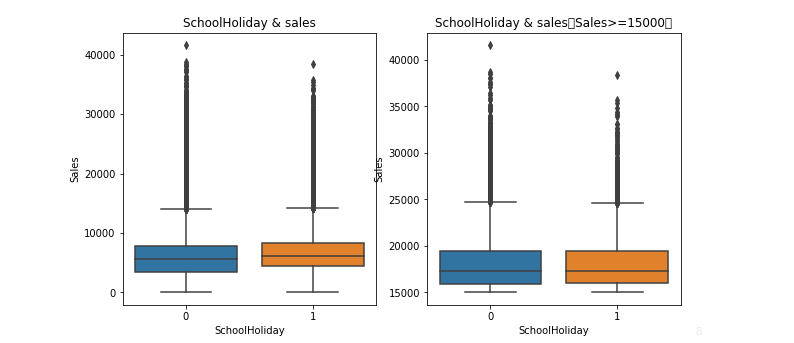 SchoolHoliday & sales
40000
30000
20000
10000
0
Sales
0
1
SchoolHoliday
SchoolHoliday & sales▯Sales>=15000▯
40000
35000
30000
25000
20000
15000
Sales
0
1
SchoolHoliday
8